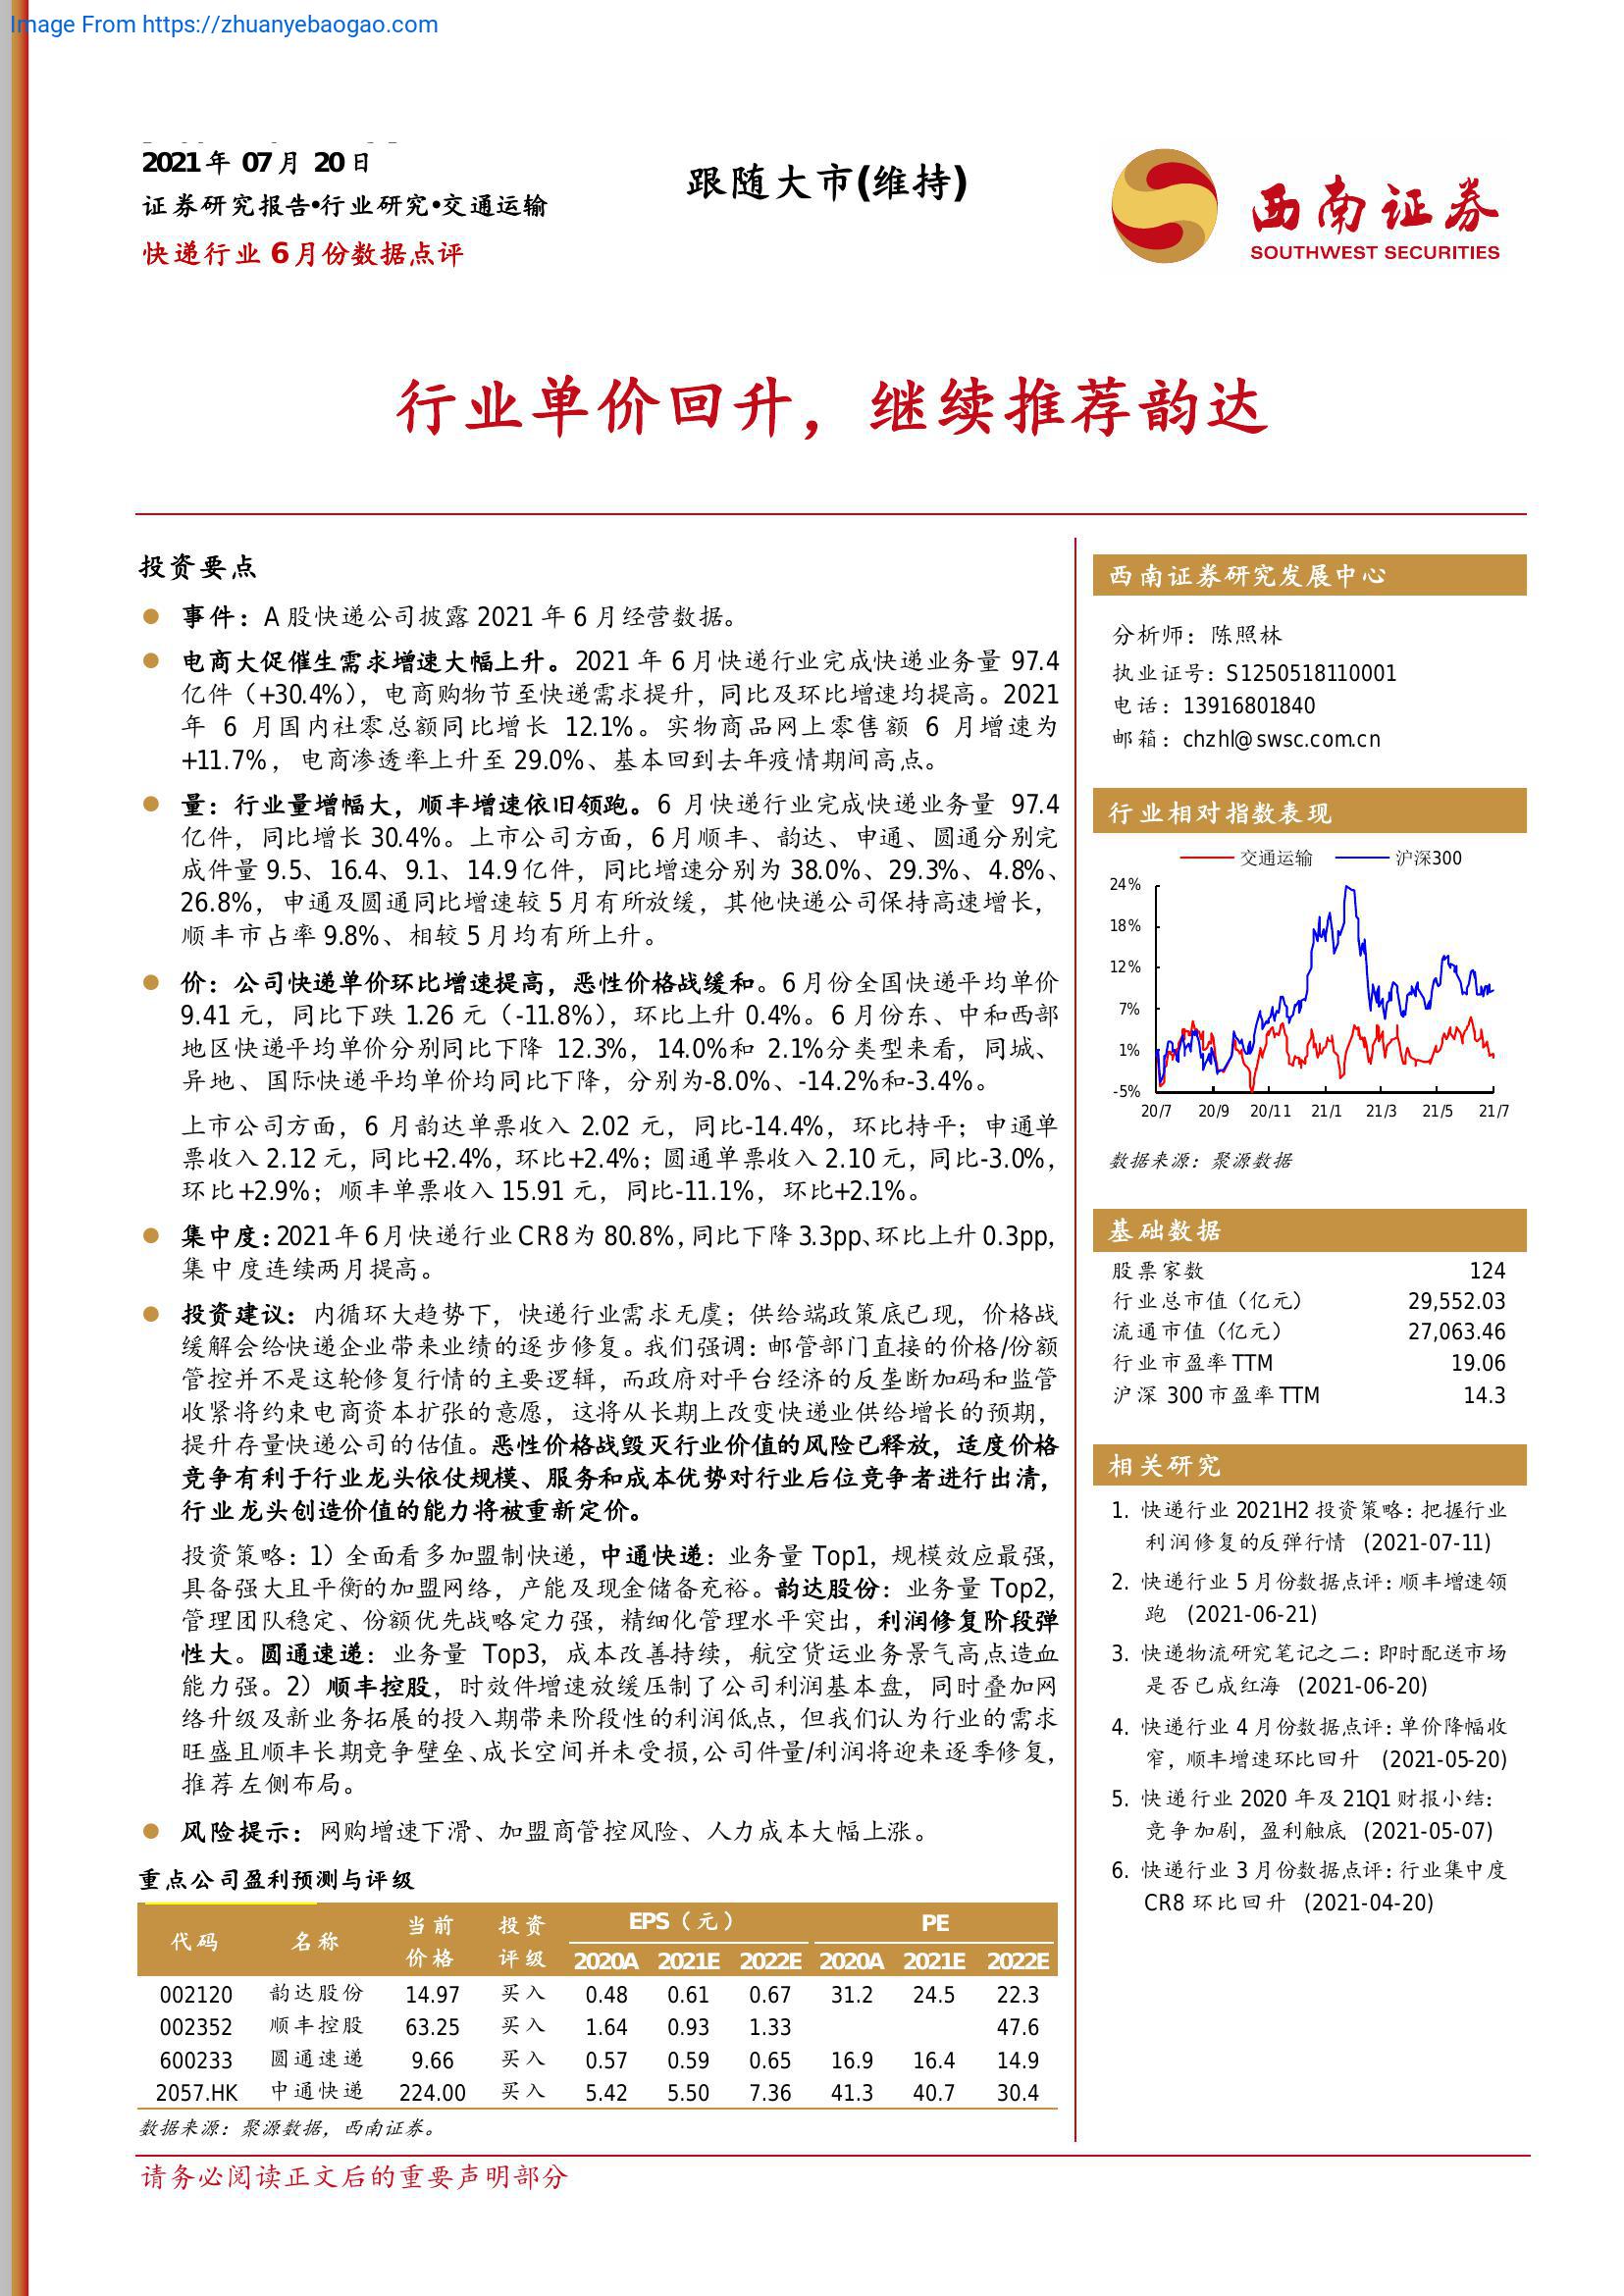 Image From https://zhuanyebaogao.com
2021年 07月 20日
证券研究报告•行业研究•交通运输
快递行业 6月份数据点评
跟随大市(维持)
西南证券
SOUTHWEST SECURITIES
行业单价回升，继续推荐韵达
投资要点
事件：A 股快递公司披露 2021 年 6 月经营数据。
电商大促催生需求增速大幅上升。2021 年 6 月快递行业完成快递业务量 97.4
亿件（+30.4%），电商购物节至快递需求提升，同比及环比增速均提高。2021
年 6 月国内社零总额同比增长 12.1%。实物商品网上零售额 6 月增速为
+11.7%，电商渗透率上升至 29.0%、基本回到去年疫情期间高点。
量：行业量增幅大，顺丰增速依旧领跑。6 月快递行业完成快递业务量 97.4
亿件，同比增长 30.4%。上市公司方面，6 月顺丰、韵达、申通、圆通分别完
成件量 9.5、16.4、9.1、14.9 亿件，同比增速分别为 38.0%、29.3%、4.8%、
26.8%，申通及圆通同比增速较 5 月有所放缓，其他快递公司保持高速增长，
顺丰市占率 9.8%、相较 5 月均有所上升。
价：公司快递单价环比增速提高，恶性价格战缓和。6 月份全国快递平均单价
9.41 元，同比下跌 1.26 元（-11.8%），环比上升 0.4%。6 月份东、中和西部
地区快递平均单价分别同比下降 12.3%，14.0%和 2.1%分类型来看，同城、
异地、国际快递平均单价均同比下降，分别为-8.0%、-14.2%和-3.4%。
上市公司方面，6 月韵达单票收入 2.02 元，同比-14.4%，环比持平；申通单
票收入 2.12 元，同比+2.4%，环比+2.4%；圆通单票收入 2.10 元，同比-3.0%，
环比+2.9%；顺丰单票收入 15.91 元，同比-11.1%，环比+2.1%。
集中度：2021 年 6 月快递行业 CR8 为 80.8%，同比下降 3.3pp、环比上升 0.3pp，
集中度连续两月提高。
投资建议：内循环大趋势下，快递行业需求无虞；供给端政策底已现，价格战
缓解会给快递企业带来业绩的逐步修复。我们强调：邮管部门直接的价格/份额
管控并不是这轮修复行情的主要逻辑，而政府对平台经济的反垄断加码和监管
收紧将约束电商资本扩张的意愿，这将从长期上改变快递业供给增长的预期，
提升存量快递公司的估值。恶性价格战毁灭行业价值的风险已释放，适度价格
竞争有利于行业龙头依仗规模、服务和成本优势对行业后位竞争者进行出清，
行业龙头创造价值的能力将被重新定价。
投资策略：1）全面看多加盟制快递，中通快递：业务量 Top1，规模效应最强，
具备强大且平衡的加盟网络，产能及现金储备充裕。韵达股份：业务量 Top2，
管理团队稳定、份额优先战略定力强，精细化管理水平突出，利润修复阶段弹
性大。圆通速递：业务量 Top3，成本改善持续，航空货运业务景气高点造血
能力强。2）顺丰控股，时效件增速放缓压制了公司利润基本盘，同时叠加网
络升级及新业务拓展的投入期带来阶段性的利润低点，但我们认为行业的需求
旺盛且顺丰长期竞争壁垒、成长空间并未受损，公司件量/利润将迎来逐季修复，
推荐左侧布局。
风险提示：网购增速下滑、加盟商管控风险、人力成本大幅上涨。
重点公司盈利预测与评级
代码 名称 当前价格 投资评级 EPS（元） PE
2020A 2021E 2022E 2020A 2021E 2022E
002120 韵达股份 14.97 买入 0.48 0.61 0.67 31.2 24.5 22.3
002352 顺丰控股 63.25 买入 1.64 0.93 1.33 47.6
600233 圆通速递 9.66 买入 0.57 0.59 0.65 16.9 16.4 14.9
2057.HK 中通快递 224.00 买入 5.42 5.50 7.36 41.3 40.7 30.4
数据来源：聚源数据，西南证券。
西南证券研究发展中心
分析师：陈照林
执业证号：S1250518110001
电话：13916801840
邮箱：chzhl@swsc.com.cn
行业相对指数表现
交通运输 沪深300
24%
18%
12%
7%
1%
-5%
20/7 20/9 20/11 21/1 21/3 21/5 21/7
数据来源：聚源数据
基础数据
股票家数 124
行业总市值（亿元） 29,552.03
流通市值（亿元） 27,063.46
行业市盈率TTM 19.06
沪深 300 市盈率TTM 14.3
相关研究
1. 快递行业 2021H2 投资策略：把握行业
利润修复的反弹行情 (2021-07-11)
2. 快递行业 5 月份数据点评：顺丰增速领
跑 (2021-06-21)
3. 快递物流研究笔记之二：即时配送市场
是否已成红海 (2021-06-20)
4. 快递行业 4 月份数据点评：单价降幅收
窄，顺丰增速环比回升 (2021-05-20)
5. 快递行业 2020 年及 21Q1 财报小结：
竞争加剧，盈利触底 (2021-05-07)
6. 快递行业 3 月份数据点评：行业集中度
CR8 环比回升 (2021-04-20)
请务必阅读正文后的重要声明部分